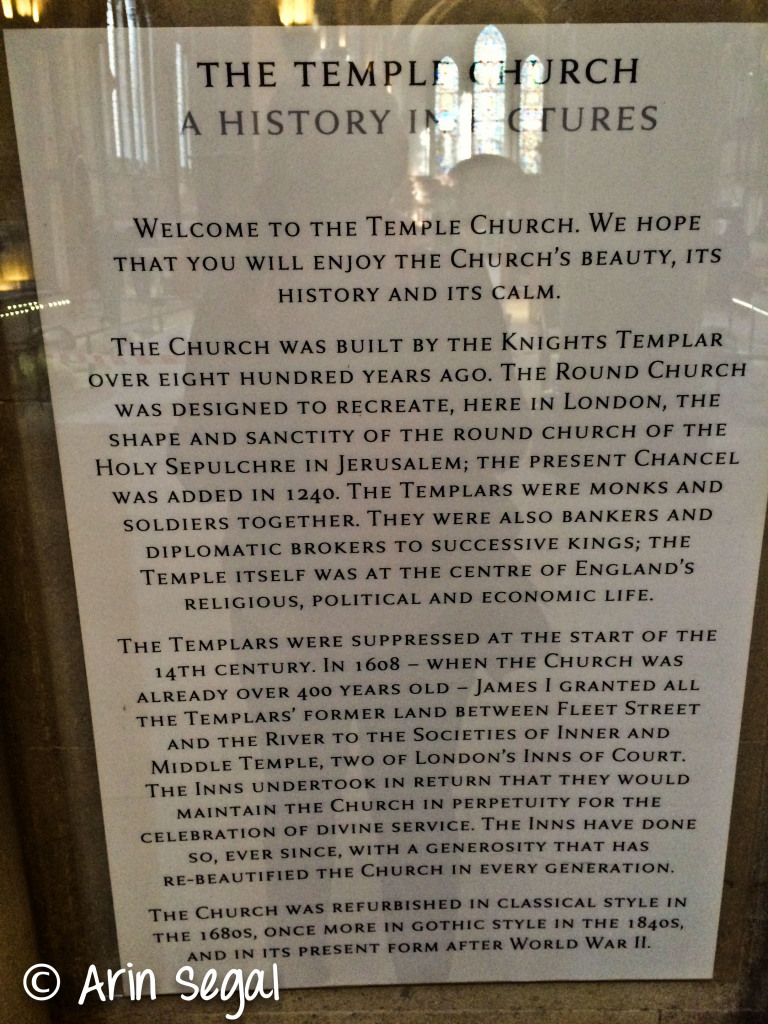 THE TEMPLE CHURCH
A HISTORY IN PICTURES
WELCOME TO THE TEMPLE CHURCH. WE HOPE
THAT YOU WILL ENJOY THE CHURCH'S BEAUTY, ITS
HISTORY AND ITS CALM.
THE CHURCH WAS BUILT BY THE KNIGHTS TEMPLAR
OVER EIGHT HUNDRED YEARS AGO. THE ROUND CHURCH
WAS DESIGNED TO RECREATE, HERE IN LONDON, THE
SHAPE AND SANCTITY OF THE ROUND CHURCH OF THE
HOLY SEPULCHRE IN JERUSALEM; THE PRESENT CHANCEL
WAS ADDED IN 1240. THE TEMPLARS WERE MONKS AND
SOLDIERS TOGETHER. THEY WERE ALSO BANKERS AND
DIPLOMATIC BROKERS TO SUCCESSIVE KINGS; THE
TEMPLE ITSELF WAS AT THE CENTRE OF ENGLAND'S
RELIGIOUS, POLITICAL AND ECONOMIC LIFE.
THE TEMPLARS WERE SUPPRESSED AT THE START OF THE
14TH CENTURY. IN 1608 – WHEN THE CHURCH WAS
ALREADY OVER 400 YEARS OLD – JAMES I GRANTED ALL
THE TEMPLARS' FORMER LAND BETWEEN FLEET STREET
AND THE RIVER TO THE SOCIETIES OF INNER AND
MIDDLE TEMPLE, TWO OF LONDON'S INNS OF COURT.
THE INNS UNDERTOOK IN RETURN THAT THEY WOULD
MAINTAIN THE CHURCH IN PERPETUITY FOR THE
CELEBRATION OF DIVINE SERVICE. THE INNS HAVE DONE
SO, EVER SINCE, WITH A GENEROSITY THAT HAS
RE-BEAUTIFIED THE CHURCH IN EVERY GENERATION.
THE CHURCH WAS REFURBISHED IN CLASSICAL STYLE IN
THE 1680S, ONCE MORE IN GOTHIC STYLE IN THE 1840S,
AND IN ITS PRESENT FORM AFTER WORLD WAR II.
© Arin Segal